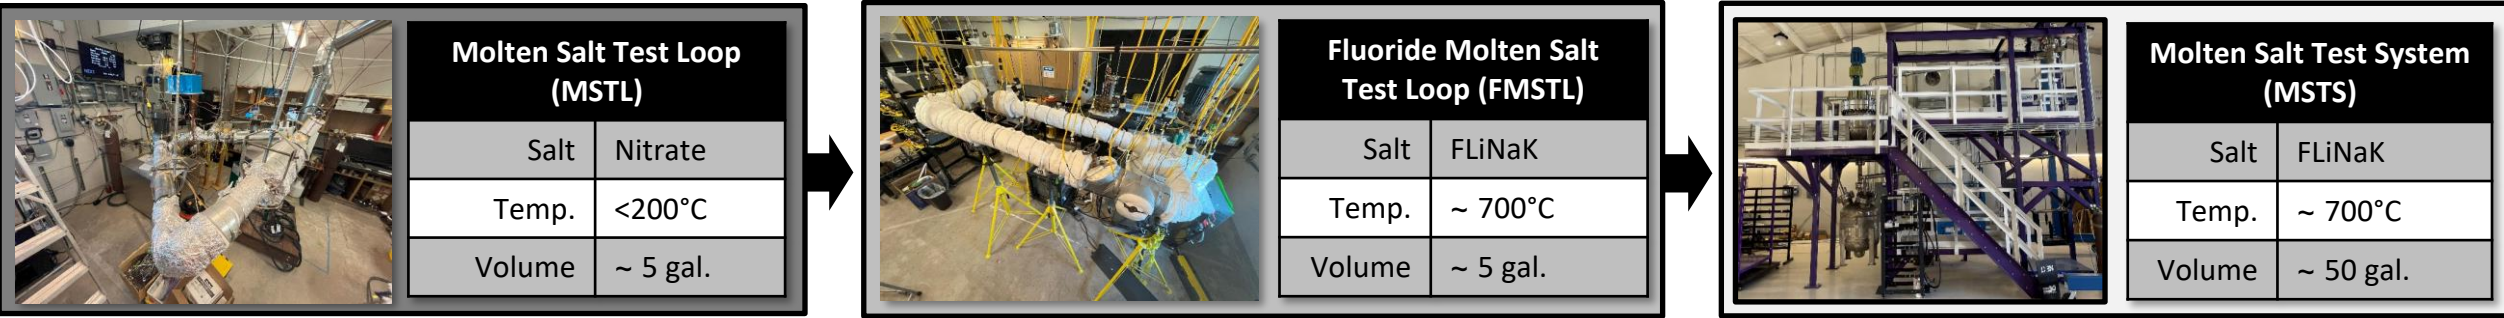 Molten Salt Test Loop
(MSTL)
Salt Nitrate
Temp. <200°C
Volume ~ 5 gal.
Fluoride Molten Salt
Test Loop (FMSTL)
Salt FLiNaK
Temp. ~ 700°C
Volume ~ 5 gal.
Molten Salt Test System
(MSTS)
Salt FLiNaK
Temp. ~ 700°C
Volume ~ 50 gal.